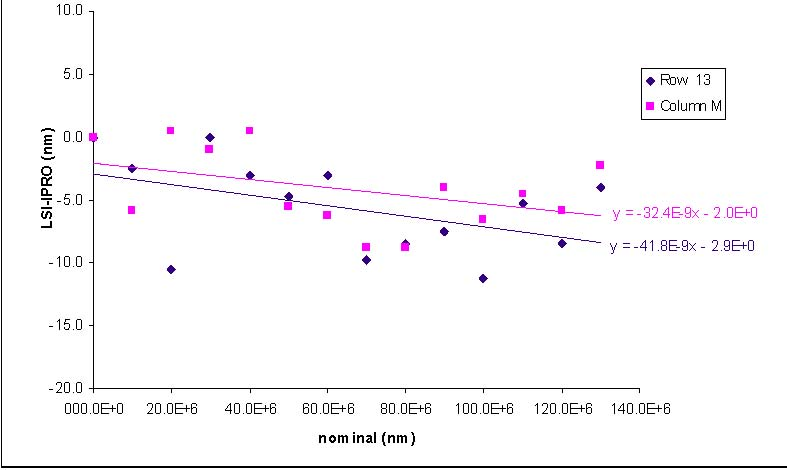 10.0
5.0
0.0
-5.0
-10.0
-15.0
-20.0
LSI-IPRO (nm)
000.0E+0 20.0E+6 40.0E+6 60.0E+6 80.0E+6 100.0E+6 120.0E+6 140.0E+6
nominal (nm)
Row 13
Column M
y = -32.4E-9x - 2.0E+0
y = -41.8E-9x - 2.9E+0